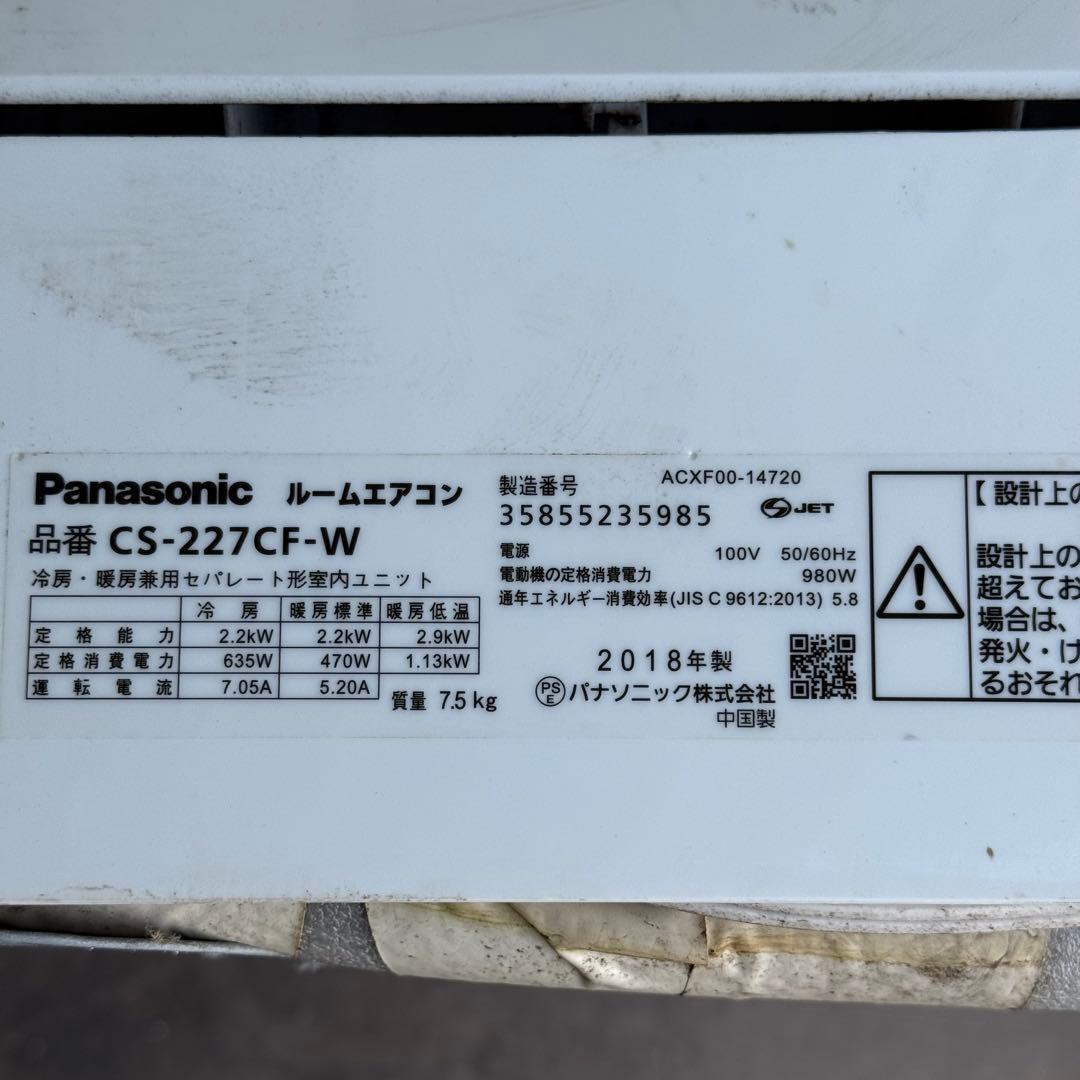 Panasonic ルームエアコン
品番 CS-227CF-W
冷房・暖房兼用セパレート形室内ユニット
冷房 暖房標準 暖房低温
定格能力 2.2kW 2.2kW 2.9kW
定格消費電力 635W 470W 1.13kW
運転電流 7.05A 5.20A
質量 7.5 kg
製造番号 ACXF00-14720
35855235985 JET
電源 100V 50/60Hz
電動機の定格消費電力 980W
通年エネルギー消費効率(JIS C 9612:2013) 5.8
2018年製
PSE パナソニック株式会社
中国製
【設計上の
設計上の
超えてお
場合は、
発火・け
るおそれ